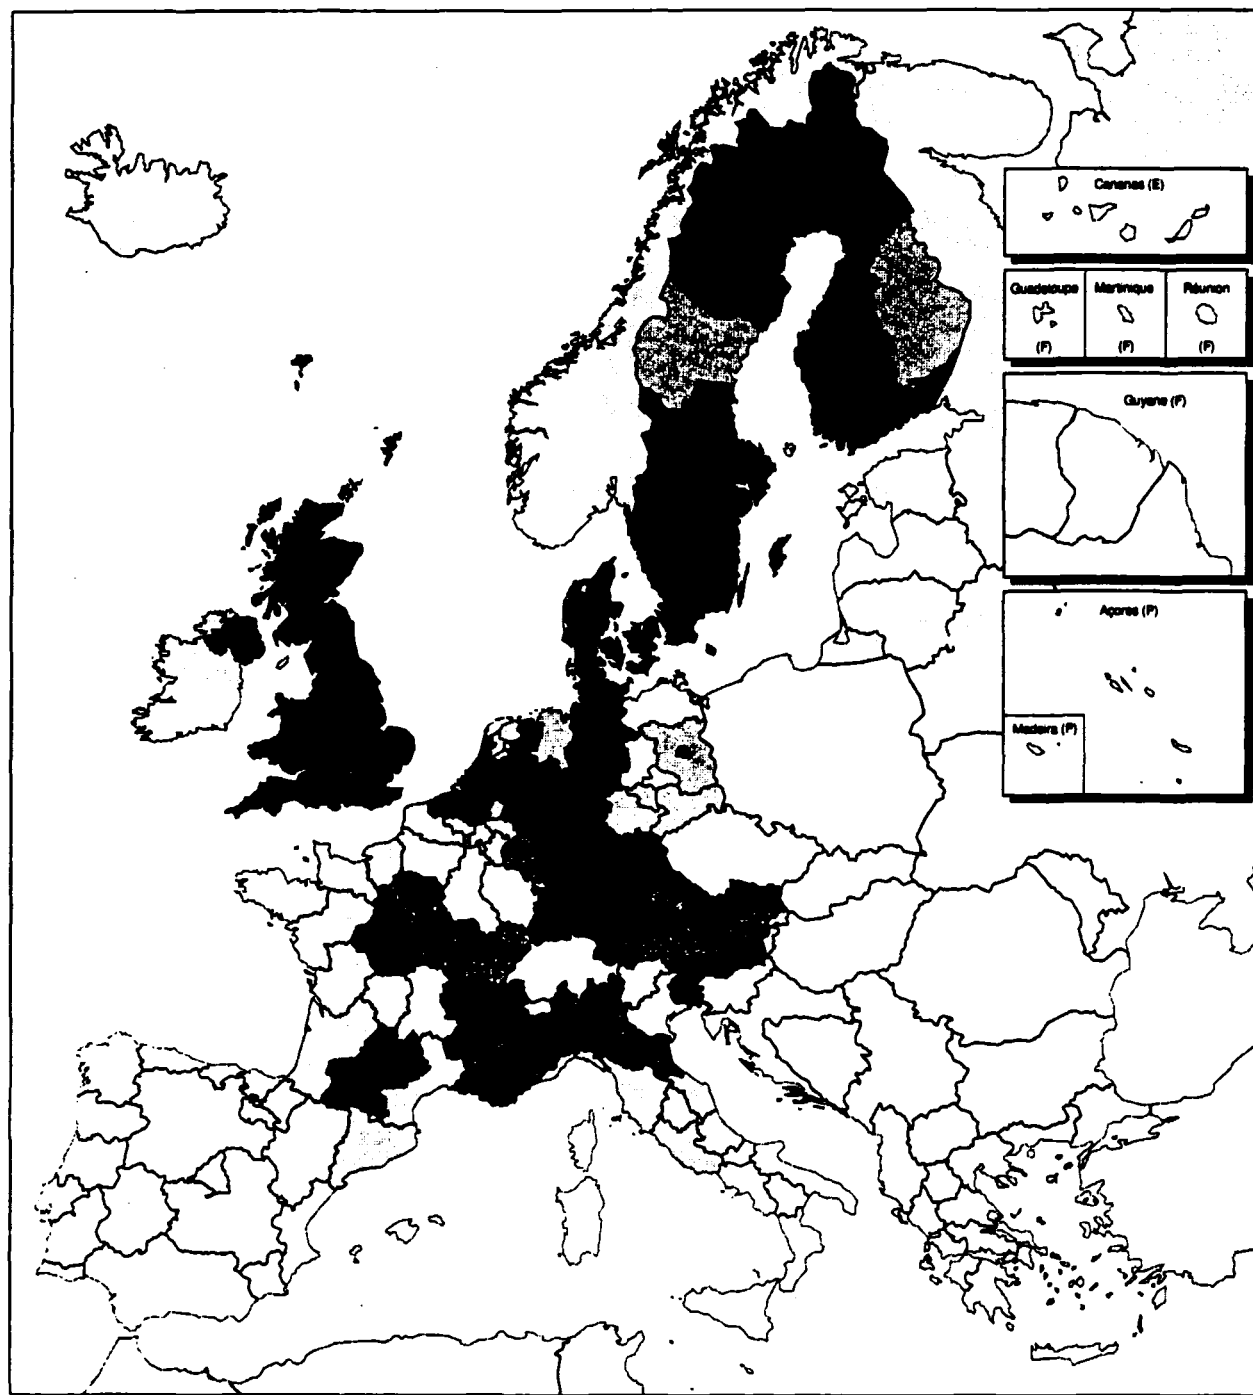 Canarias (E)
Guadeloupe
Martinique
Réunion
(F)
(F)
(F)
Guyane (F)
Açores (P)
Madeira (P)